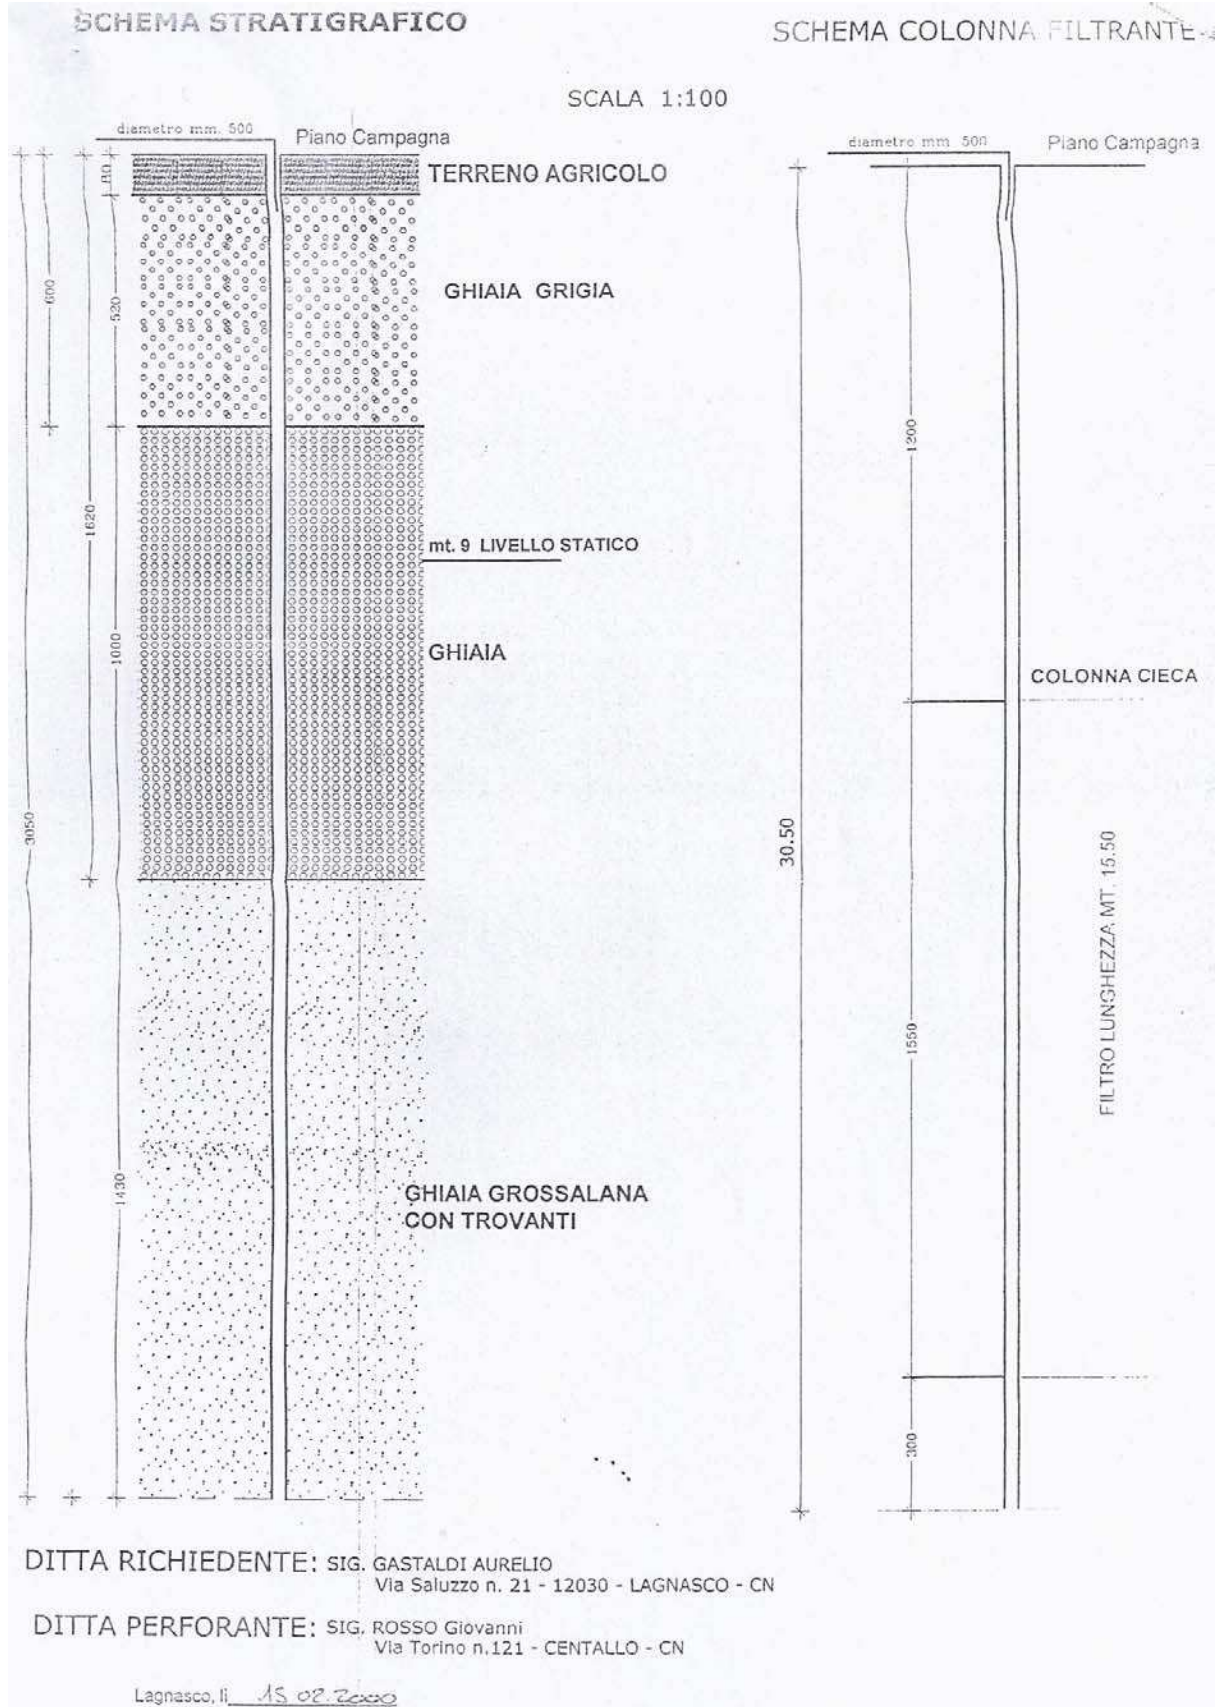 SCHEMA STRATIGRAFICO
SCHEMA COLONNA FILTRANTE
SCALA 1:100
diametro mm. 500
Piano Campagna
diametro mm 500
Piano Campagna
80
TERRENO AGRICOLO
600
520
GHIAIA GRIGIA
1200
1620
mt. 9 LIVELLO STATICO
1000
GHIAIA
COLONNA CIECA
3050
30.50
FILTRO LUNGHEZZA MT. 15.50
1550
1430
GHIAIA GROSSALANA
CON TROVANTI
300
DITTA RICHIEDENTE: SIG. GASTALDI AURELIO
Via Saluzzo n. 21 - 12030 - LAGNASCO - CN
DITTA PERFORANTE: SIG. ROSSO Giovanni
Via Torino n.121 - CENTALLO - CN
Lagnasco, lì 15.02.2000